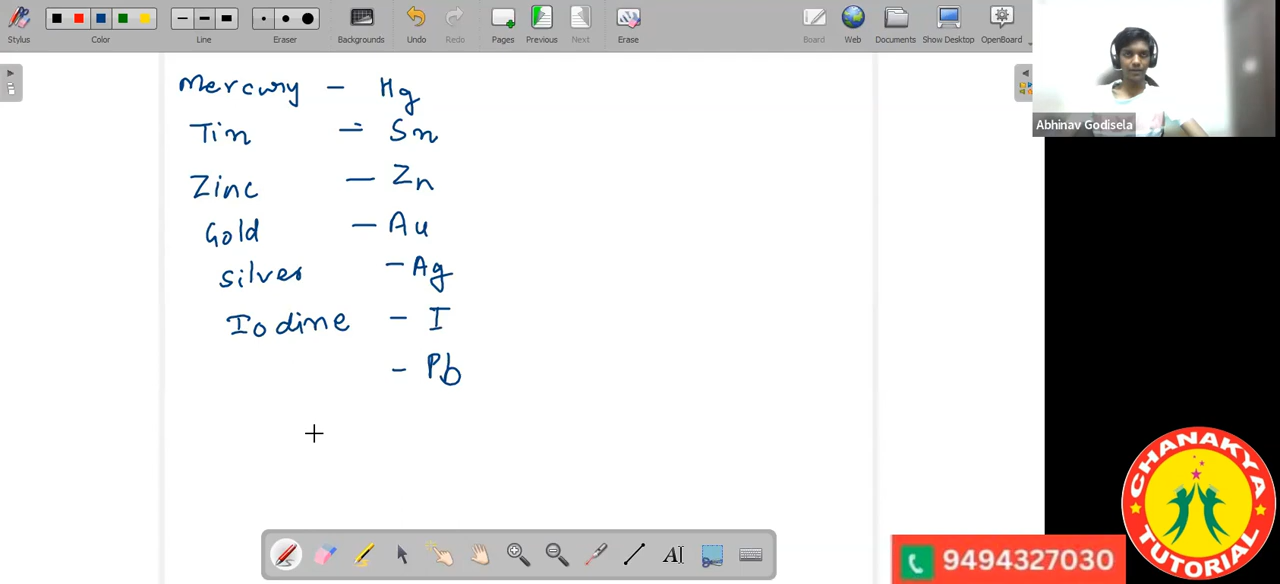 Stylus
Color
Line
Eraser
Backgrounds
Undo
Redo
Pages
Previous
Next
Erase
Board
Web
Documents
Show Desktop
OpenBoard
Abhinav Godisela
Mercury - Hg
Tin - Sn
Zinc - Zn
Gold - Au
Silver - Ag
Iodine - I
- Pb
CHANAKYA
TUTORIAL
9494327030